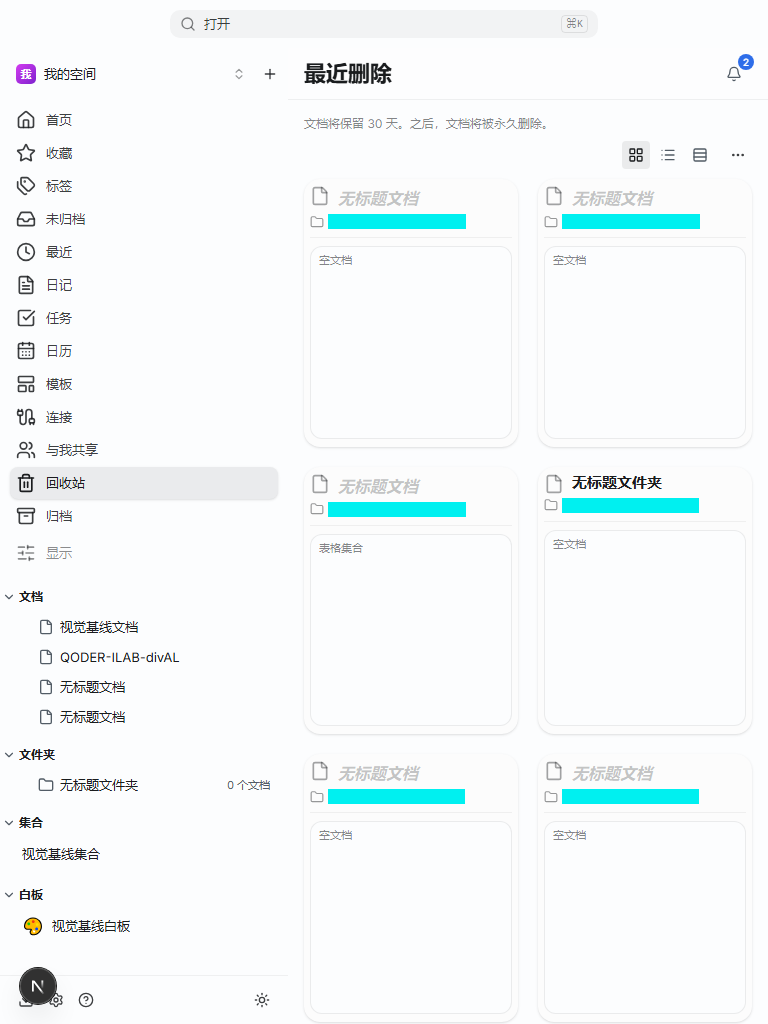 打开
⌘K
我 我的空间
最近删除
2
文档将保留 30 天。之后，文档将被永久删除。
首页
收藏
标签
未归档
最近
日记
任务
日历
模板
连接
与我共享
回收站
归档
显示
文档
视觉基线文档
QODER-ILAB-divAL
无标题文档
无标题文档
文件夹
无标题文件夹 0 个文档
集合
视觉基线集合
白板
视觉基线白板
N
无标题文档
空文档
无标题文档
空文档
无标题文档
表格集合
无标题文件夹
空文档
无标题文档
空文档
无标题文档
空文档